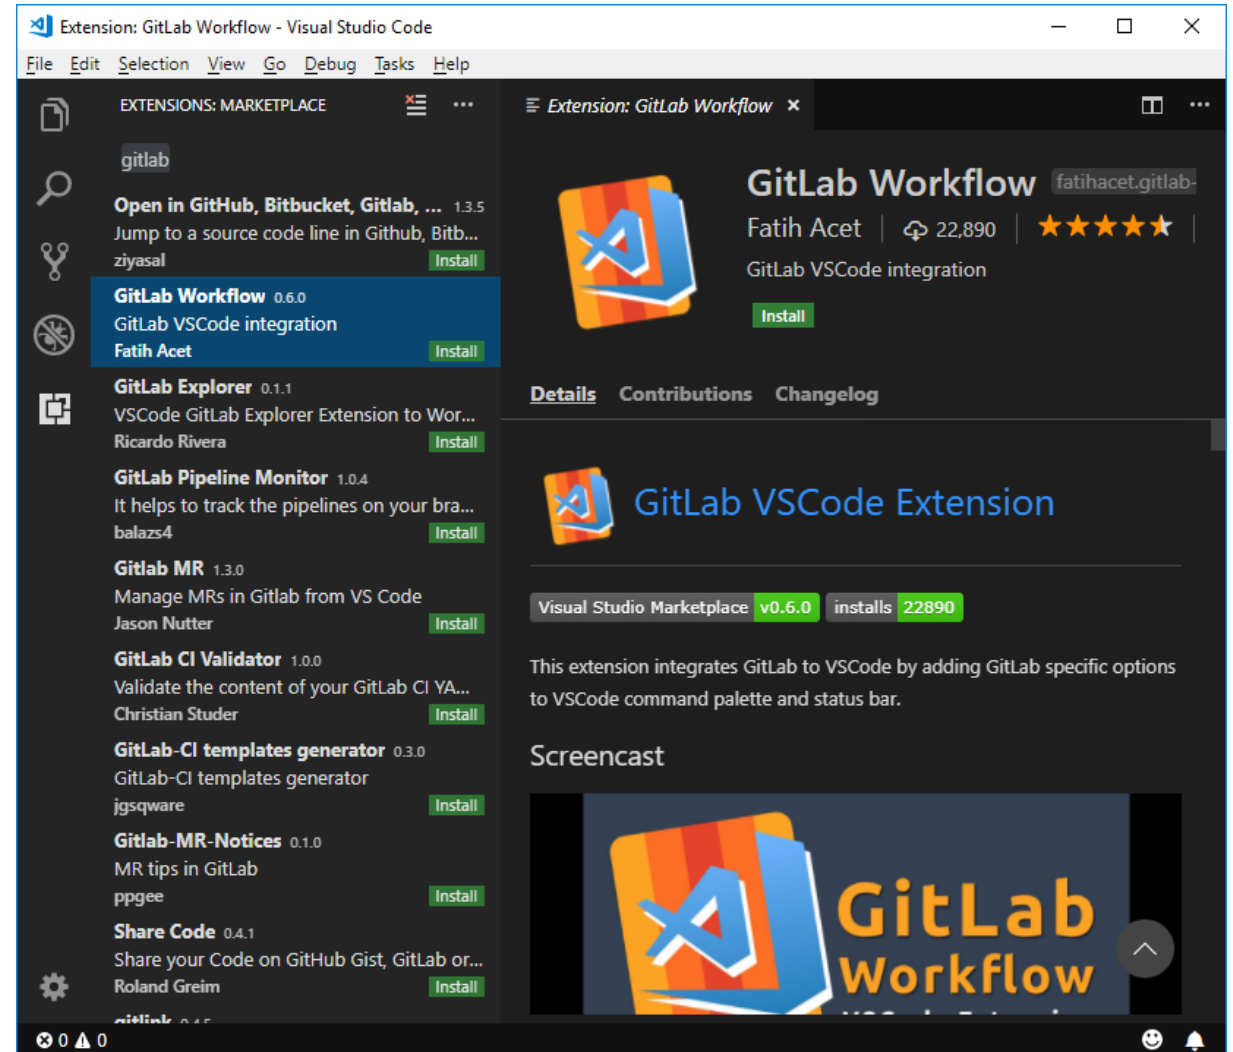 Extension: GitLab Workflow - Visual Studio Code
File Edit Selection View Go Debug Tasks Help
EXTENSIONS: MARKETPLACE
gitlab
Open in GitHub, Bitbucket, Gitlab, ... 1.3.5
Jump to a source code line in Github, Bitb...
ziyasal Install
GitLab Workflow 0.6.0
GitLab VSCode integration
Fatih Acet Install
GitLab Explorer 0.1.1
VSCode GitLab Explorer Extension to Wor...
Ricardo Rivera Install
GitLab Pipeline Monitor 1.0.4
It helps to track the pipelines on your bra...
balazs4 Install
Gitlab MR 1.3.0
Manage MRs in Gitlab from VS Code
Jason Nutter Install
GitLab CI Validator 1.0.0
Validate the content of your GitLab CI YA...
Christian Studer Install
GitLab-CI templates generator 0.3.0
GitLab-CI templates generator
jgsqware Install
Gitlab-MR-Notices 0.1.0
MR tips in GitLab
ppgee Install
Share Code 0.4.1
Share your Code on GitHub Gist, GitLab or...
Roland Greim Install
gitlink
Extension: GitLab Workflow
GitLab Workflow fatihacet.gitlab-
Fatih Acet 22,890
GitLab VSCode integration
Install
Details Contributions Changelog
GitLab VSCode Extension
Visual Studio Marketplace v0.6.0 installs 22890
This extension integrates GitLab to VSCode by adding GitLab specific options
to VSCode command palette and status bar.
Screencast
GitLab
Workflow
0 0